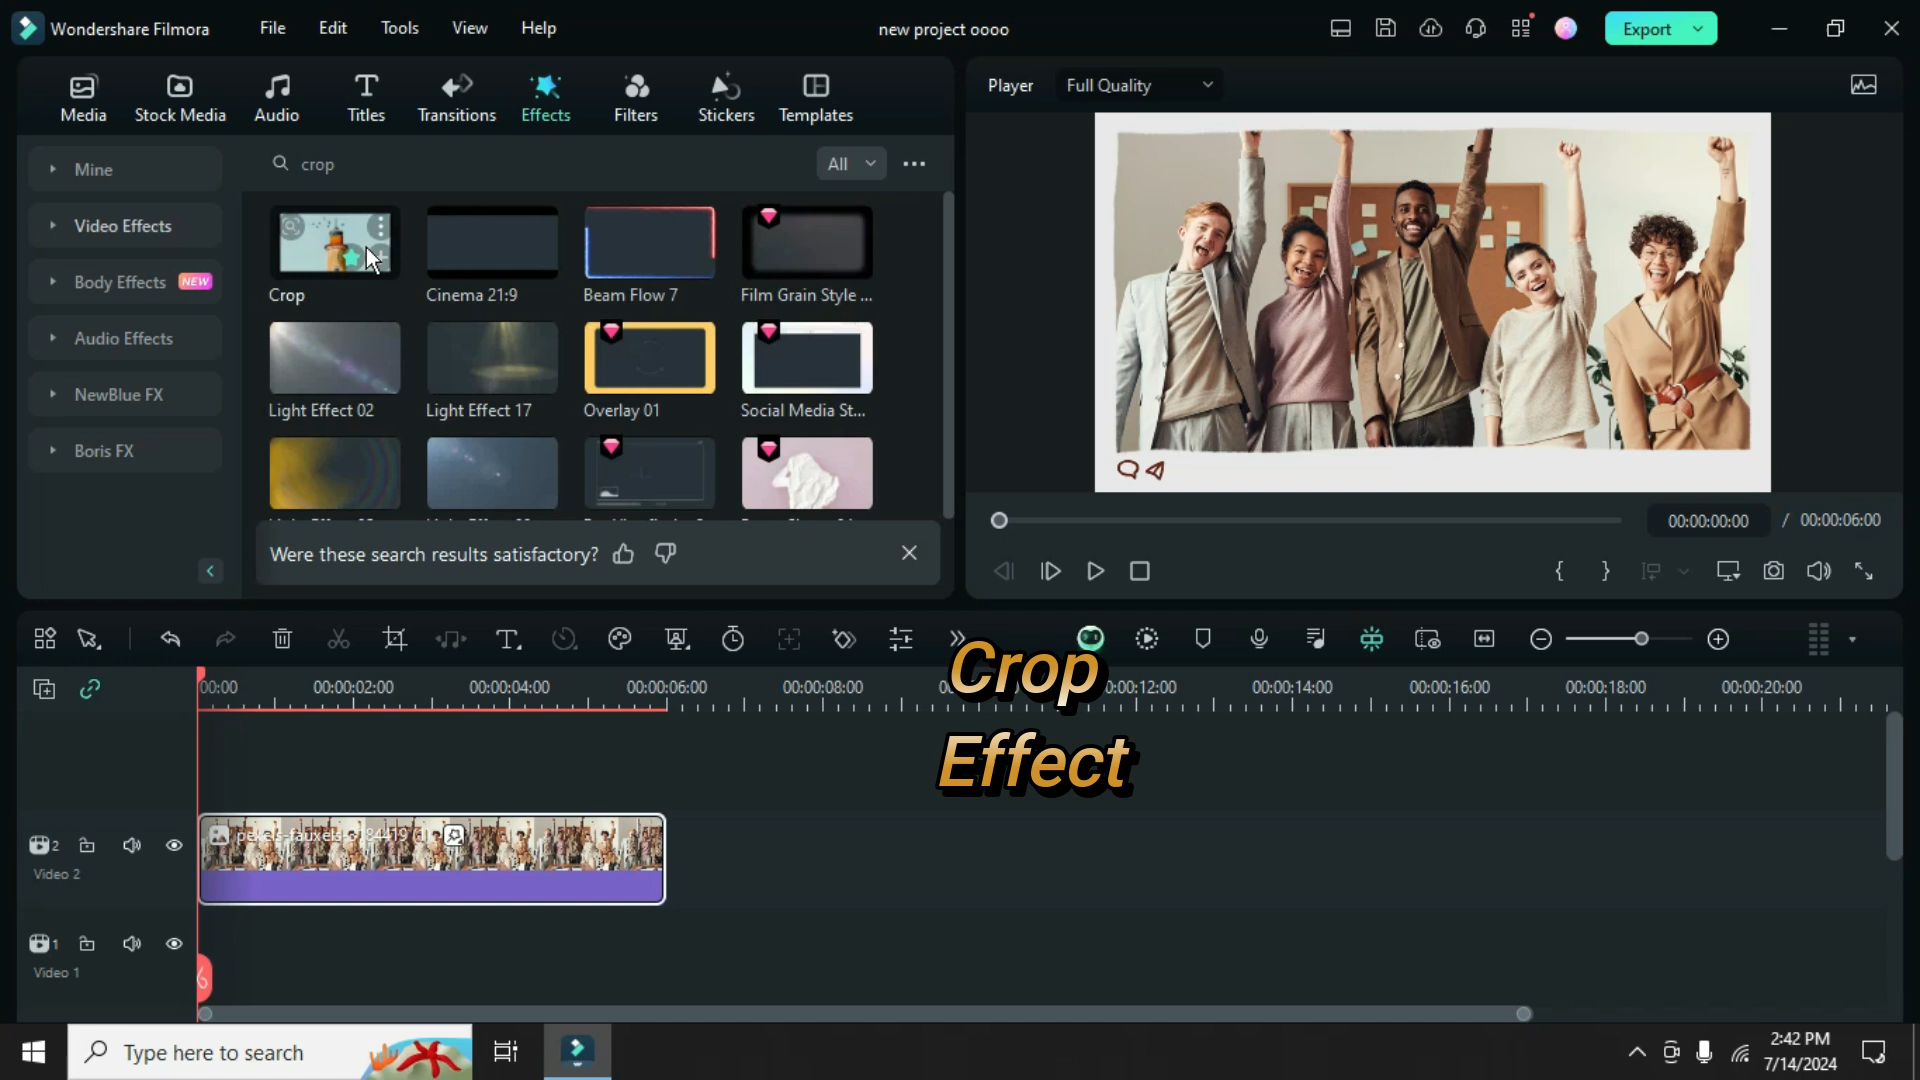 Wondershare Filmora
File
Edit
Tools
View
Help
new project oooo
Export
Media
Stock Media
Audio
Titles
Transitions
Effects
Filters
Stickers
Templates
Player
Full Quality
Mine
Video Effects
Body Effects
NEW
Audio Effects
NewBlue FX
Boris FX
crop
All
Crop
Cinema 21:9
Beam Flow 7
Film Grain Style ...
Light Effect 02
Light Effect 17
Overlay 01
Social Media St...
Were these search results satisfactory?
00:00:00:00
/ 00:00:06:00
00:00
00:00:02:00
00:00:04:00
00:00:06:00
00:00:08:00
00:00:12:00
00:00:14:00
00:00:16:00
00:00:18:00
00:00:20:00
Crop
Effect
2
Video 2
1
Video 1
Type here to search
2:42 PM
7/14/2024